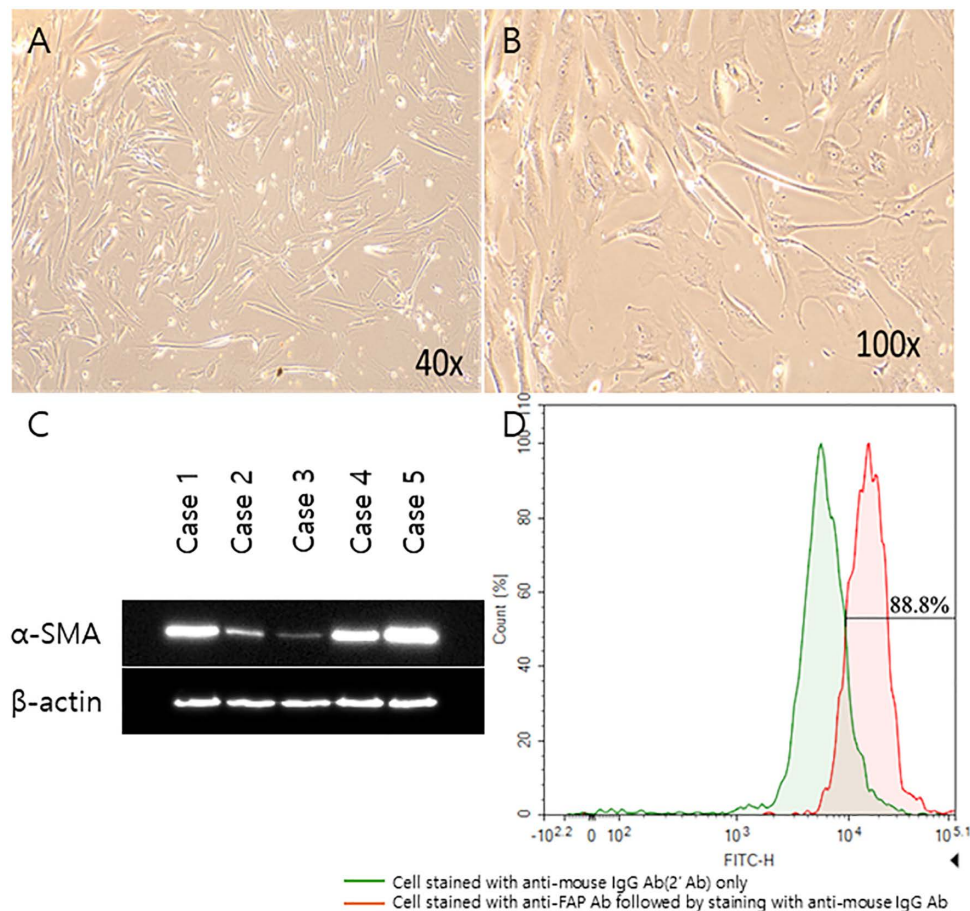 A
B
40x
100x
C
D
Case 1
Case 2
Case 3
Case 4
Case 5
α-SMA
β-actin
Count [%]
110
100
80
60
40
20
0
88.8%
-10^2.2 0 10^2 10^3 10^4 10^5.1
FITC-H
Cell stained with anti-mouse IgG Ab(2' Ab) only
Cell stained with anti-FAP Ab followed by staining with anti-mouse IgG Ab